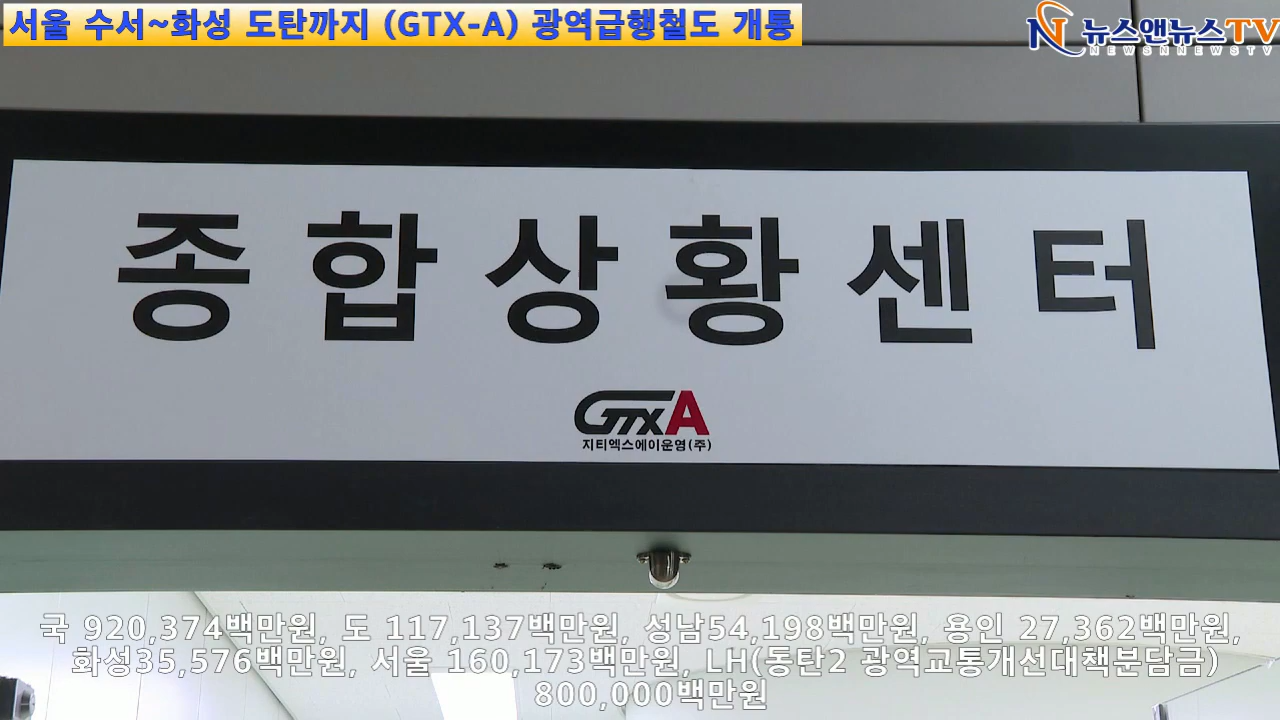 서울 수서~화성 도탄까지 (GTX-A) 광역급행철도 개통
뉴스앤뉴스TV
NEWSNNEWSTV
종합상황센터
GTXA
지티엑스에이운영(주)
국 920,374백만원, 도 117,137백만원, 성남54,198백만원, 용인 27,362백만원,
화성35,576백만원, 서울 160,173백만원, LH(동탄2 광역교통개선대책분담금)
800,000백만원